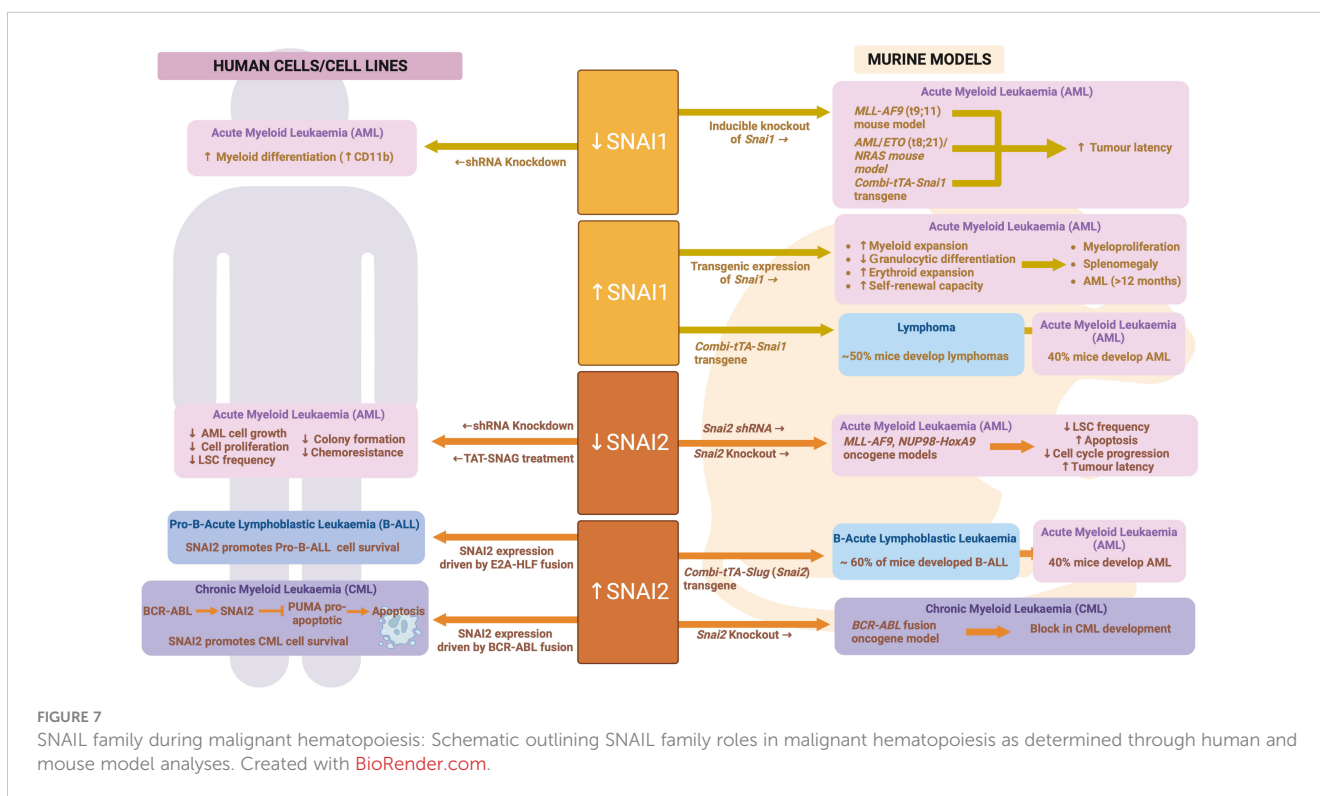 HUMAN CELLS/CELL LINES
MURINE MODELS
Acute Myeloid Leukaemia (AML)
↑ Myeloid differentiation (↑CD11b)
←shRNA Knockdown
↓SNAI1
Inducible knockout
of Snai1 →
Acute Myeloid Leukaemia (AML)
MLL-AF9 (t9;11)
mouse model
AML/ETO (t8;21)/
NRAS mouse
model
Combi-tTA-Snai1
transgene
↑ Tumour latency
↑SNAI1
Transgenic expression
of Snai1 →
Acute Myeloid Leukaemia (AML)
• ↑ Myeloid expansion
• ↓ Granulocytic differentiation
• ↑ Erythroid expansion
• ↑ Self-renewal capacity
• Myeloproliferation
• Splenomegaly
• AML (>12 months)
Combi-tTA-Snai1
transgene
Lymphoma
~50% mice develop lymphomas
Acute Myeloid Leukaemia
(AML)
40% mice develop AML
Acute Myeloid Leukaemia (AML)
↓ AML cell growth
↓ Cell proliferation
↓ LSC frequency
↓ Colony formation
↓ Chemoresistance
←shRNA Knockdown
←TAT-SNAG treatment
↓SNAI2
Snai2 shRNA →
Snai2 Knockout →
Acute Myeloid Leukaemia (AML)
MLL-AF9, NUP98-HoxA9
oncogene models
↓ LSC frequency
↑ Apoptosis
↓ Cell cycle progression
↑ Tumour latency
Pro-B-Acute Lymphoblastic Leukaemia (B-ALL)
SNAI2 promotes Pro-B-ALL cell survival
SNAI2 expression
driven by E2A-HLF fusion
↑SNAI2
Combi-tTA-Slug (Snai2)
transgene
B-Acute Lymphoblastic Leukaemia
~ 60% of mice developed B-ALL
Acute Myeloid Leukaemia
(AML)
40% mice develop AML
Chronic Myeloid Leukaemia (CML)
BCR-ABL
SNAI2
PUMA pro-
apoptotic
Apoptosis
SNAI2 promotes CML cell survival
SNAI2 expression
driven by BCR-ABL fusion
Snai2 Knockout →
Chronic Myeloid Leukaemia (CML)
BCR-ABL fusion
oncogene model
Block in CML development
FIGURE 7
SNAIL family during malignant hematopoiesis: Schematic outlining SNAIL family roles in malignant hematopoiesis as determined through human and
mouse model analyses. Created with BioRender.com.